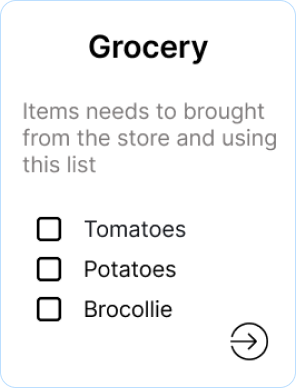 Grocery
Items needs to brought
from the store and using
this list
Tomatoes
Potatoes
Brocollie